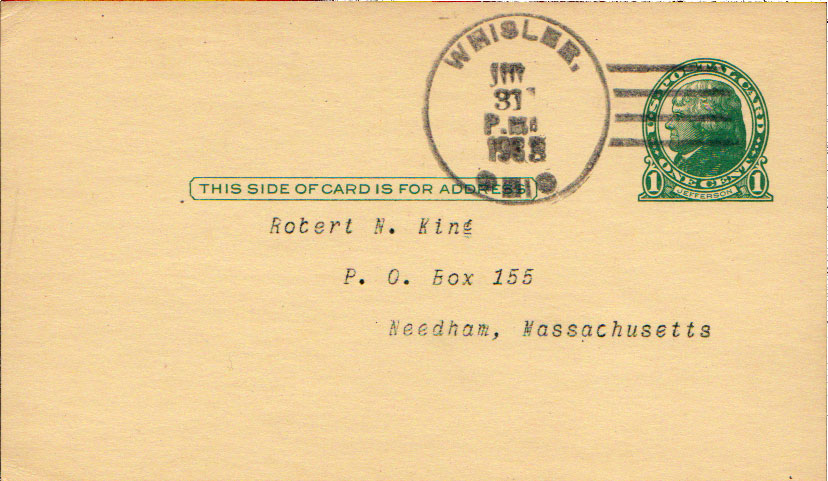 WHISLER,
31
P.M.
193
U.S. POSTAL CARD
ONE CENT
1 JEFFERSON 1
THIS SIDE OF CARD IS FOR ADDRESS
Robert N. King
P. O. Box 155
Needham, Massachusetts